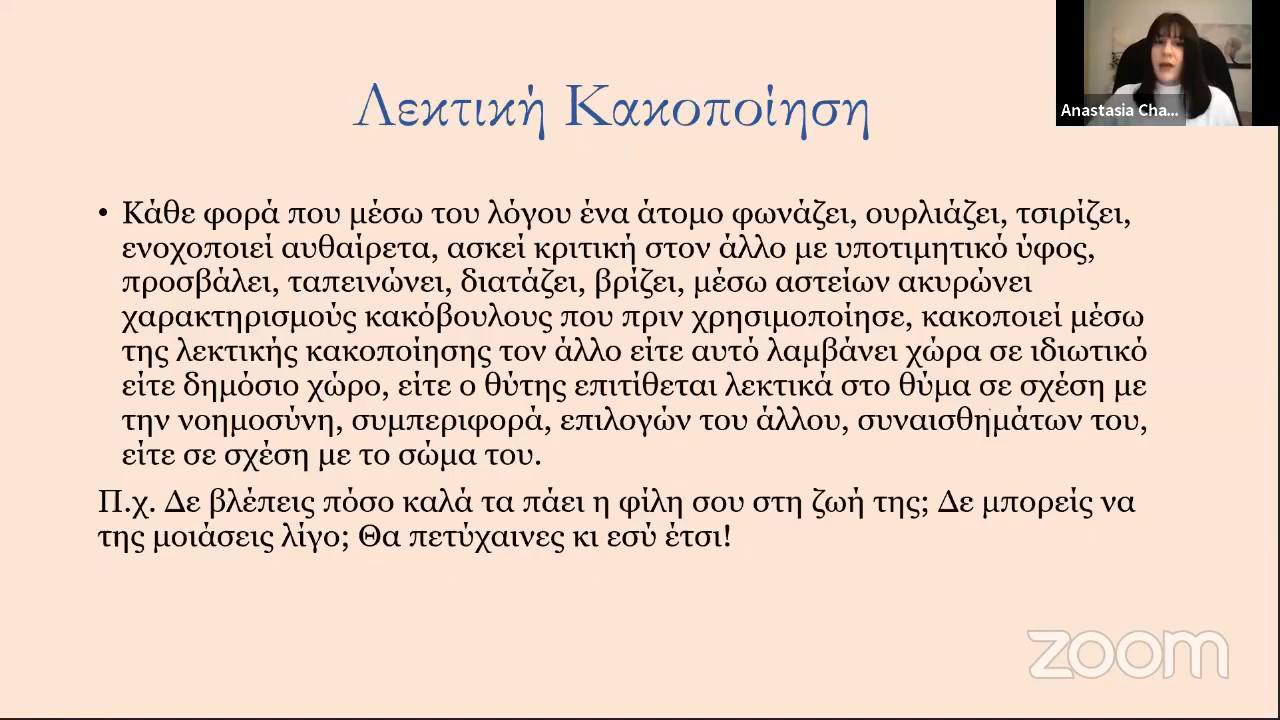 Λεκτική Κακοποίηση
Anastasia Cha...
• Κάθε φορά που μέσω του λόγου ένα άτομο φωνάζει, ουρλιάζει, τσιρίζει,
ενοχοποιεί αυθαίρετα, ασκεί κριτική στον άλλο με υποτιμητικό ύφος,
προσβάλει, ταπεινώνει, διατάζει, βρίζει, μέσω αστείων ακυρώνει
χαρακτηρισμούς κακόβουλους που πριν χρησιμοποίησε, κακοποιεί μέσω
της λεκτικής κακοποίησης τον άλλο είτε αυτό λαμβάνει χώρα σε ιδιωτικό
είτε δημόσιο χώρο, είτε ο θύτης επιτίθεται λεκτικά στο θύμα σε σχέση με
την νοημοσύνη, συμπεριφορά, επιλογών του άλλου, συναισθημάτων του,
είτε σε σχέση με το σώμα του.
Π.χ. Δε βλέπεις πόσο καλά τα πάει η φίλη σου στη ζωή της; Δε μπορείς να
της μοιάσεις λίγο; Θα πετύχαινες κι εσύ έτσι!
zoom